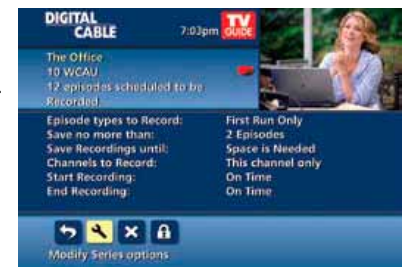 DIGITAL
CABLE
7:03pm
TV
GUIDE
The Office
10 WCAU
12 episodes scheduled to be
Recorded.
Episode types to Record: First Run Only
Save no more than: 2 Episodes
Save Recordings until: Space is Needed
Channels to Record: This channel only
Start Recording: On Time
End Recording: On Time
Modify Series options